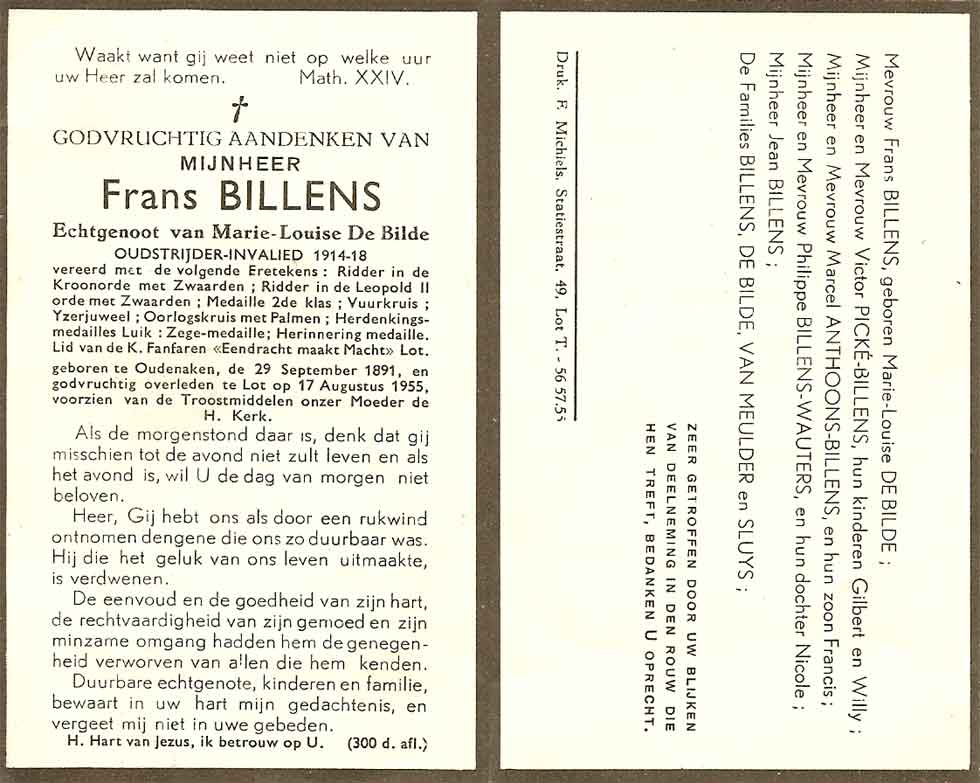 Waakt want gij weet niet op welke uur
uw Heer zal komen. Math. XXIV.
†
GODVRUCHTIG AANDENKEN VAN
MIJNHEER
Frans BILLENS
Echtgenoot van Marie-Louise De Bilde
OUDSTRIJDER-INVALIED 1914-18
vereerd met de volgende Eretekens : Ridder in de
Kroonorde met Zwaarden ; Ridder in de Leopold II
orde met Zwaarden ; Medaille 2de klas ; Vuurkruis ;
Yzerjuweel ; Oorlogskruis met Palmen ; Herdenkings-
medailles Luik : Zege-medaille; Herinnering medaille.
Lid van de K. Fanfaren «Eendracht maakt Macht» Lot.
geboren te Oudenaken, de 29 September 1891, en
godvruchtig overleden te Lot op 17 Augustus 1955,
voorzien van de Troostmiddelen onzer Moeder de
H. Kerk.
Als de morgenstond daar is, denk dat gij
misschien tot de avond niet zult leven en als
het avond is, wil U de dag van morgen niet
beloven.
Heer, Gij hebt ons als door een rukwind
ontnomen dengene die ons zo duurbaar was.
Hij die het geluk van ons leven uitmaakte,
is verdwenen.
De eenvoud en de goedheid van zijn hart,
de rechtvaardigheid van zijn gemoed en zijn
minzame omgang hadden hem de genegen-
heid verworven van allen die hem kenden.
Duurbare echtgenote, kinderen en familie,
bewaart in uw hart mijn gedachtenis, en
vergeet mij niet in uwe gebeden.
H. Hart van Jezus, ik betrouw op U. (300 d. afl.)
Mevrouw Frans BILLENS, geboren Marie-Louise DE BILDE ;
Mijnheer en Mevrouw Victor PICKÉ-BILLENS, hun kinderen Gilbert en Willy ;
Mijnheer en Mevrouw Marcel ANTHOONS-BILLENS, en hun zoon Francis ;
Mijnheer en Mevrouw Philippe BILLENS-WAUTERS, en hun dochter Nicole ;
Mijnheer Jean BILLENS ;
De Families BILLENS, DE BILDE, VAN MEULDER en SLUYS ;
ZEER GETROFFEN DOOR UW BLIJKEN
VAN DEELNEMING IN DEN ROUW DIE
HEN TREFT, BEDANKEN U OPRECHT.
Druk. F. Michiels, Statiestraat, 49, Lot T. - 56 57.55